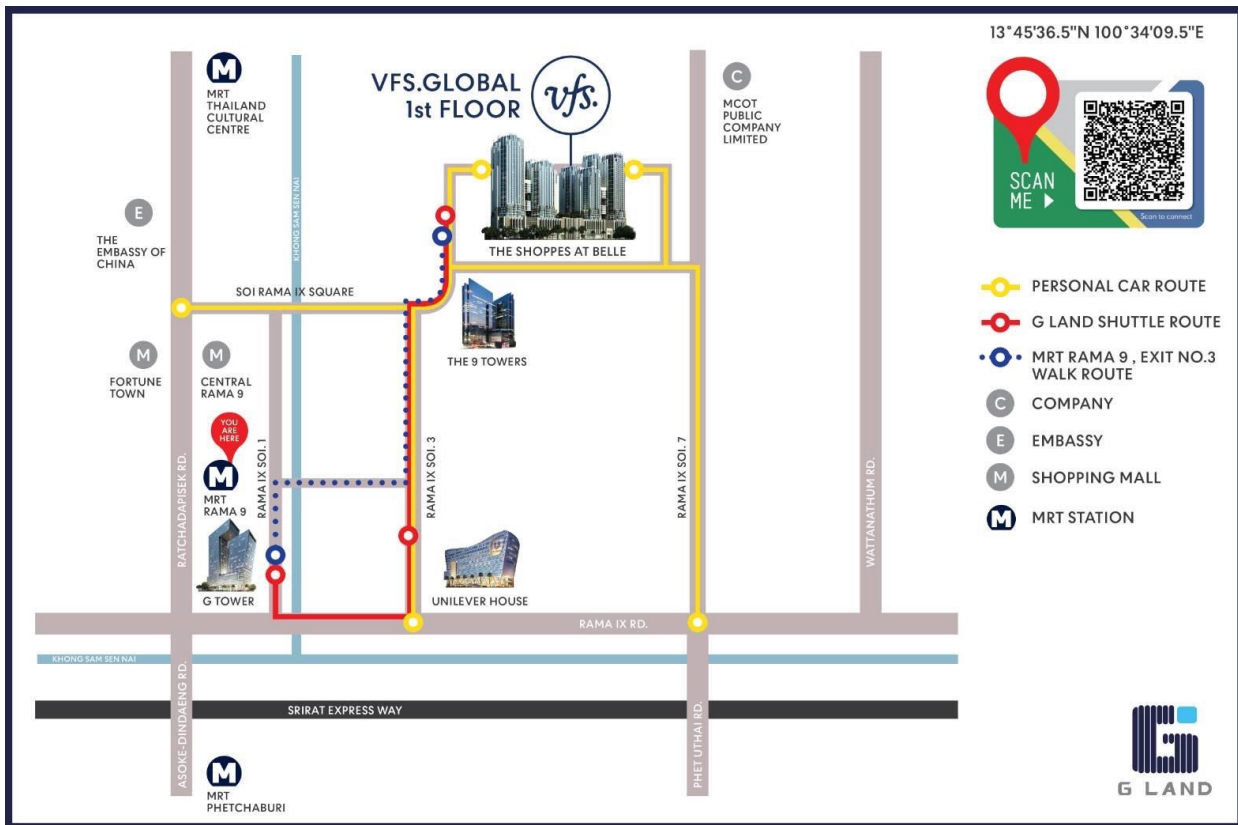 13°45'36.5"N 100°34'09.5"E
M
MRT
THAILAND
CULTURAL
CENTRE
VFS.GLOBAL
1st FLOOR
vfs.
C
MCOT
PUBLIC
COMPANY
LIMITED
SCAN
ME
Scan to connect
KHONG SAM SEN NAI
E
THE
EMBASSY OF
CHINA
THE SHOPPES AT BELLE
SOI RAMA IX SQUARE
PERSONAL CAR ROUTE
G LAND SHUTTLE ROUTE
MRT RAMA 9 , EXIT NO.3
WALK ROUTE
C COMPANY
E EMBASSY
M SHOPPING MALL
M MRT STATION
M
FORTUNE
TOWN
M
CENTRAL
RAMA 9
THE 9 TOWERS
YOU
ARE
HERE
M
MRT
RAMA 9
RATCHADAPISEK RD.
RAMA IX SOI. 1
RAMA IX SOI. 3
RAMA IX SOI. 7
WATTANATHUM RD.
G TOWER
UNILEVER HOUSE
RAMA IX RD.
KHONG SAM SEN NAI
SRIRAT EXPRESS WAY
ASOKE-DINDAENG RD.
PHET UTHAI RD.
M
MRT
PHETCHABURI
G LAND